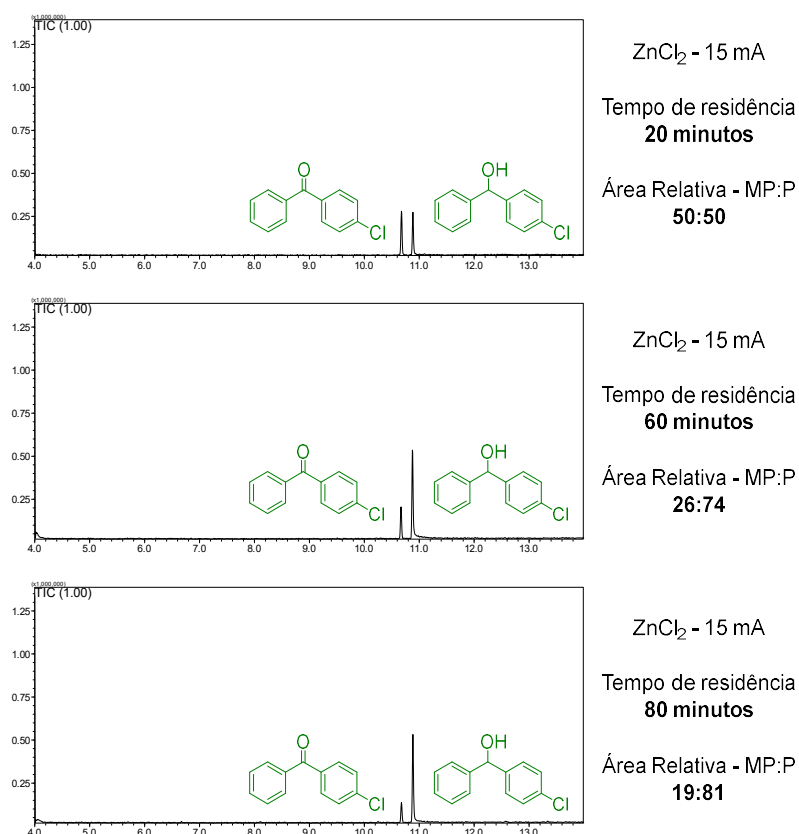 (x1,000,000)
TIC (1.00)
1.25
1.00
0.75
0.50
0.25
4.0 5.0 6.0 7.0 8.0 9.0 10.0 11.0 12.0 13.0
O
Cl
OH
Cl
ZnCl₂ - 15 mA
Tempo de residência
20 minutos
Área Relativa - MP:P
50:50
(x1,000,000)
TIC (1.00)
1.25
1.00
0.75
0.50
0.25
4.0 5.0 6.0 7.0 8.0 9.0 10.0 11.0 12.0 13.0
O
Cl
OH
Cl
ZnCl₂ - 15 mA
Tempo de residência
60 minutos
Área Relativa - MP:P
26:74
(x1,000,000)
TIC (1.00)
1.25
1.00
0.75
0.50
0.25
4.0 5.0 6.0 7.0 8.0 9.0 10.0 11.0 12.0 13.0
O
Cl
OH
Cl
ZnCl₂ - 15 mA
Tempo de residência
80 minutos
Área Relativa - MP:P
19:81